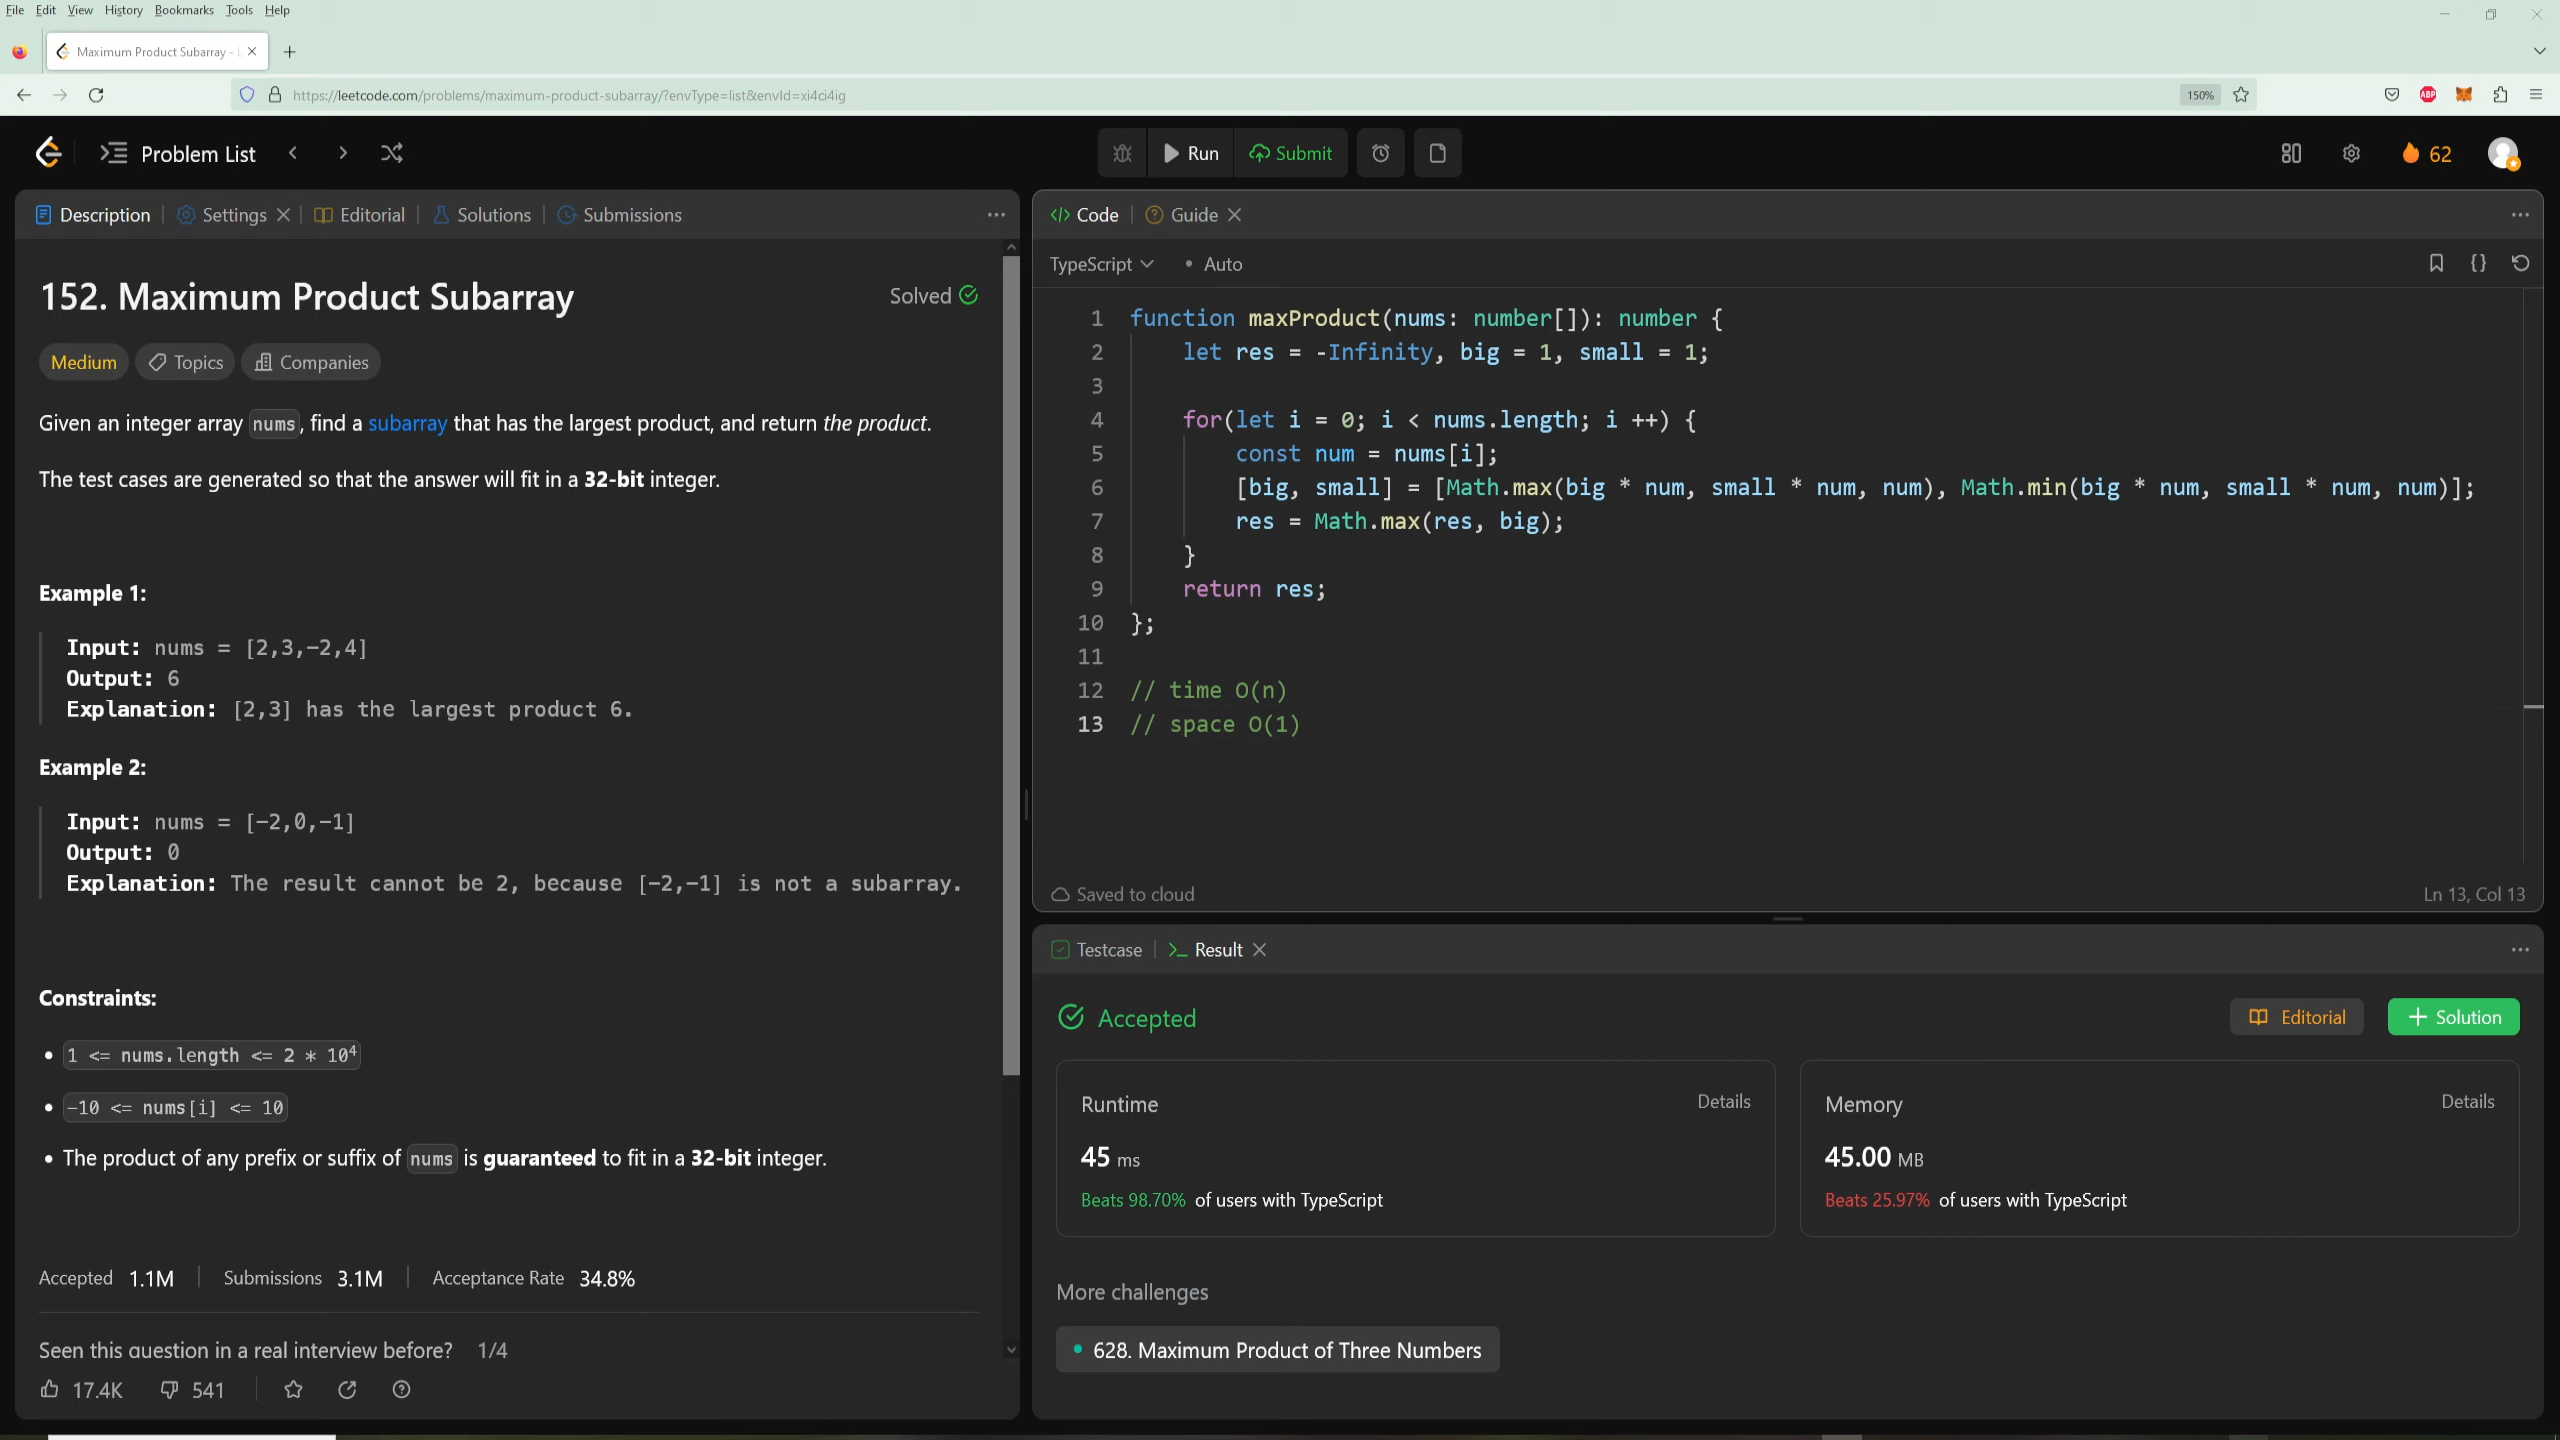 File Edit View History Bookmarks Tools Help
Maximum Product Subarray -
https://leetcode.com/problems/maximum-product-subarray/?envType=list&envId=xi4ci4ig
150%
ABP
Problem List
Run
Submit
62
Description
Settings
Editorial
Solutions
Submissions
152. Maximum Product Subarray
Solved
Medium
Topics
Companies
Given an integer array nums, find a subarray that has the largest product, and return the product.
The test cases are generated so that the answer will fit in a 32-bit integer.
Example 1:
Input: nums = [2,3,-2,4]
Output: 6
Explanation: [2,3] has the largest product 6.
Example 2:
Input: nums = [-2,0,-1]
Output: 0
Explanation: The result cannot be 2, because [-2,-1] is not a subarray.
Constraints:
• 1 <= nums.length <= 2 * 10⁴
• -10 <= nums[i] <= 10
• The product of any prefix or suffix of nums is guaranteed to fit in a 32-bit integer.
Accepted 1.1M
Submissions 3.1M
Acceptance Rate 34.8%
Seen this question in a real interview before? 1/4
17.4K
541
</> Code
Guide
TypeScript
• Auto
{}
1 function maxProduct(nums: number[]): number {
2 let res = -Infinity, big = 1, small = 1;
3
4 for(let i = 0; i < nums.length; i ++) {
5 const num = nums[i];
6 [big, small] = [Math.max(big * num, small * num, num), Math.min(big * num, small * num, num)];
7 res = Math.max(res, big);
8 }
9 return res;
10 };
11
12 // time O(n)
13 // space O(1)
Saved to cloud
Ln 13, Col 13
Testcase
Result
Accepted
Editorial
Solution
Runtime
Details
45 ms
Beats 98.70% of users with TypeScript
Memory
Details
45.00 MB
Beats 25.97% of users with TypeScript
More challenges
• 628. Maximum Product of Three Numbers